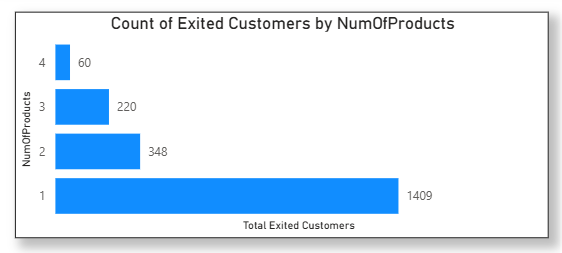 Count of Exited Customers by NumOfProducts
NumOfProducts
4 60
3 220
2 348
1 1409
Total Exited Customers